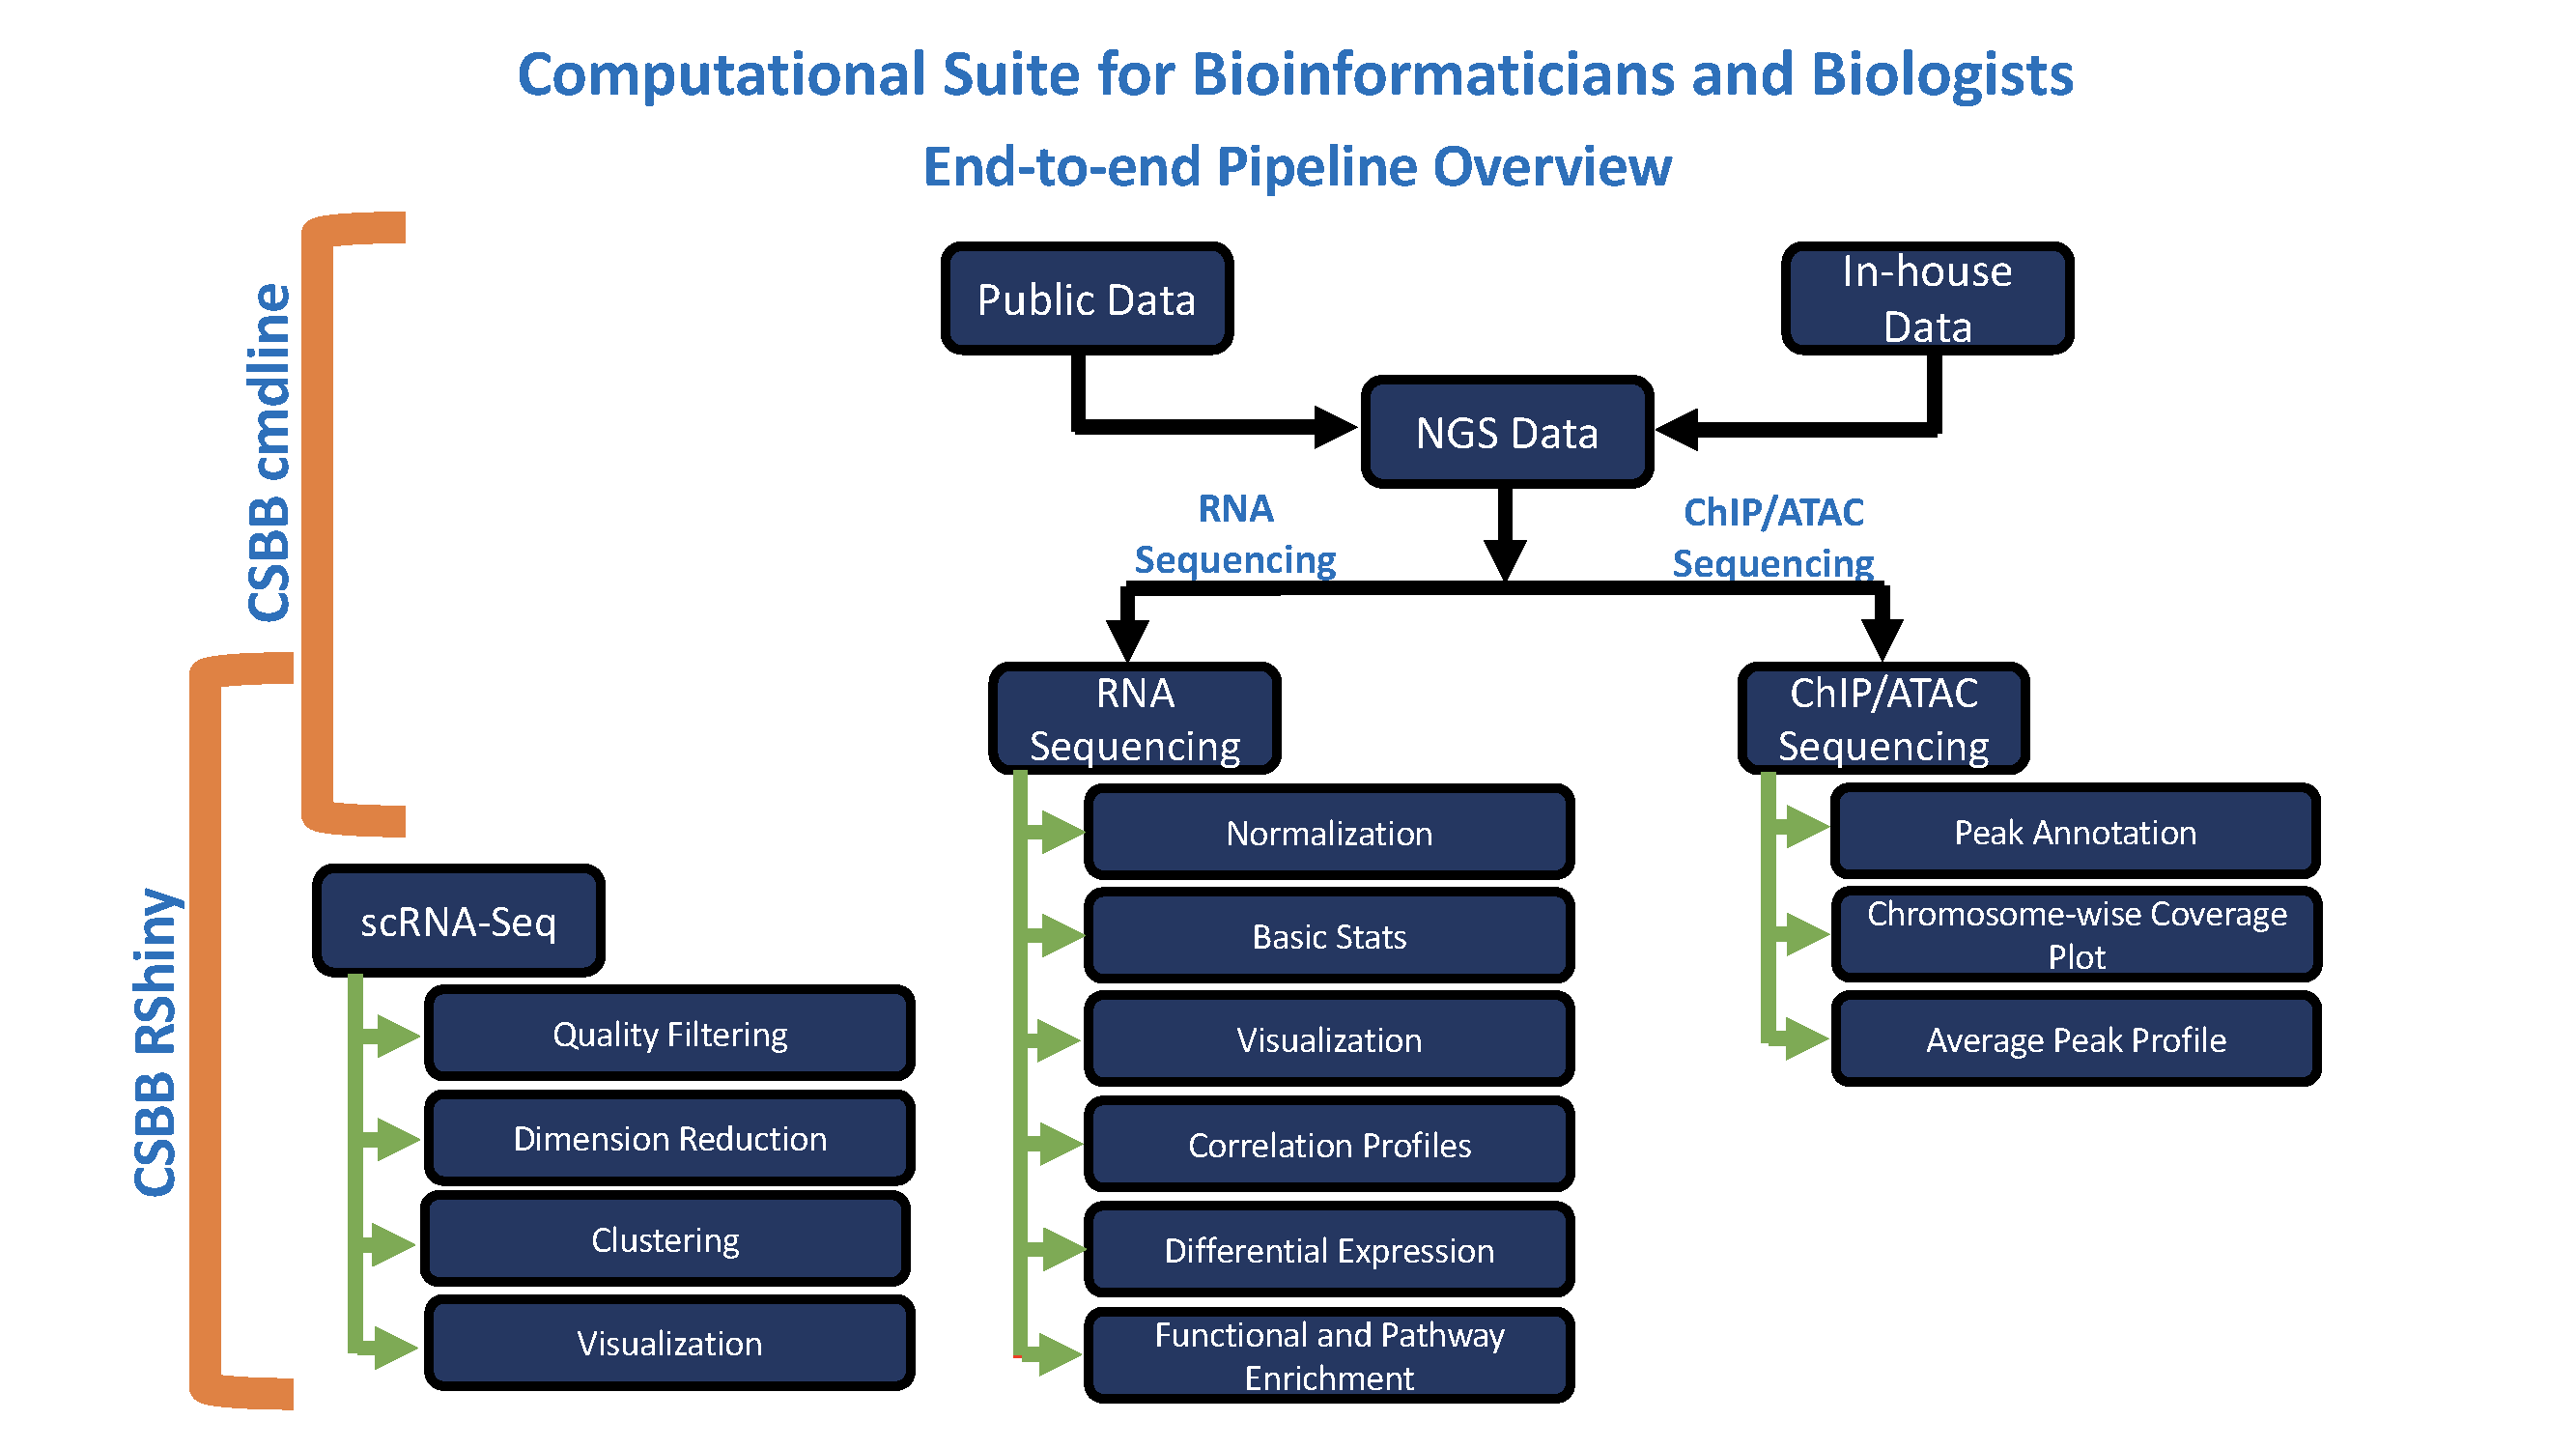 Computational Suite for Bioinformaticians and Biologists
End-to-end Pipeline Overview
CSBB cmdline
Public Data
In-house
Data
NGS Data
RNA
Sequencing
ChIP/ATAC
Sequencing
CSBB RShiny
RNA
Sequencing
ChIP/ATAC
Sequencing
scRNA-Seq
Quality Filtering
Dimension Reduction
Clustering
Visualization
Normalization
Basic Stats
Visualization
Correlation Profiles
Differential Expression
Functional and Pathway
Enrichment
Peak Annotation
Chromosome-wise Coverage
Plot
Average Peak Profile